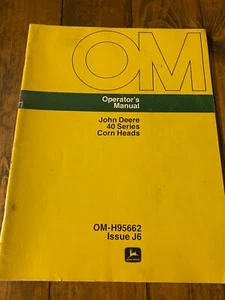 OM
Operator's
Manual
John Deere
40 Series
Corn Heads
OM-H95662
Issue J6